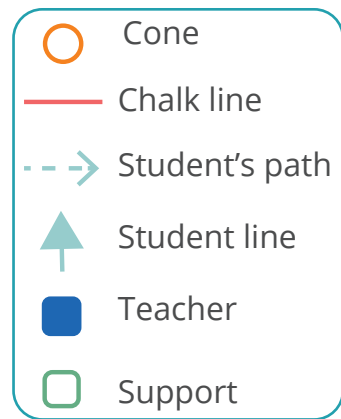 Cone
Chalk line
Student’s path
Student line
Teacher
Support